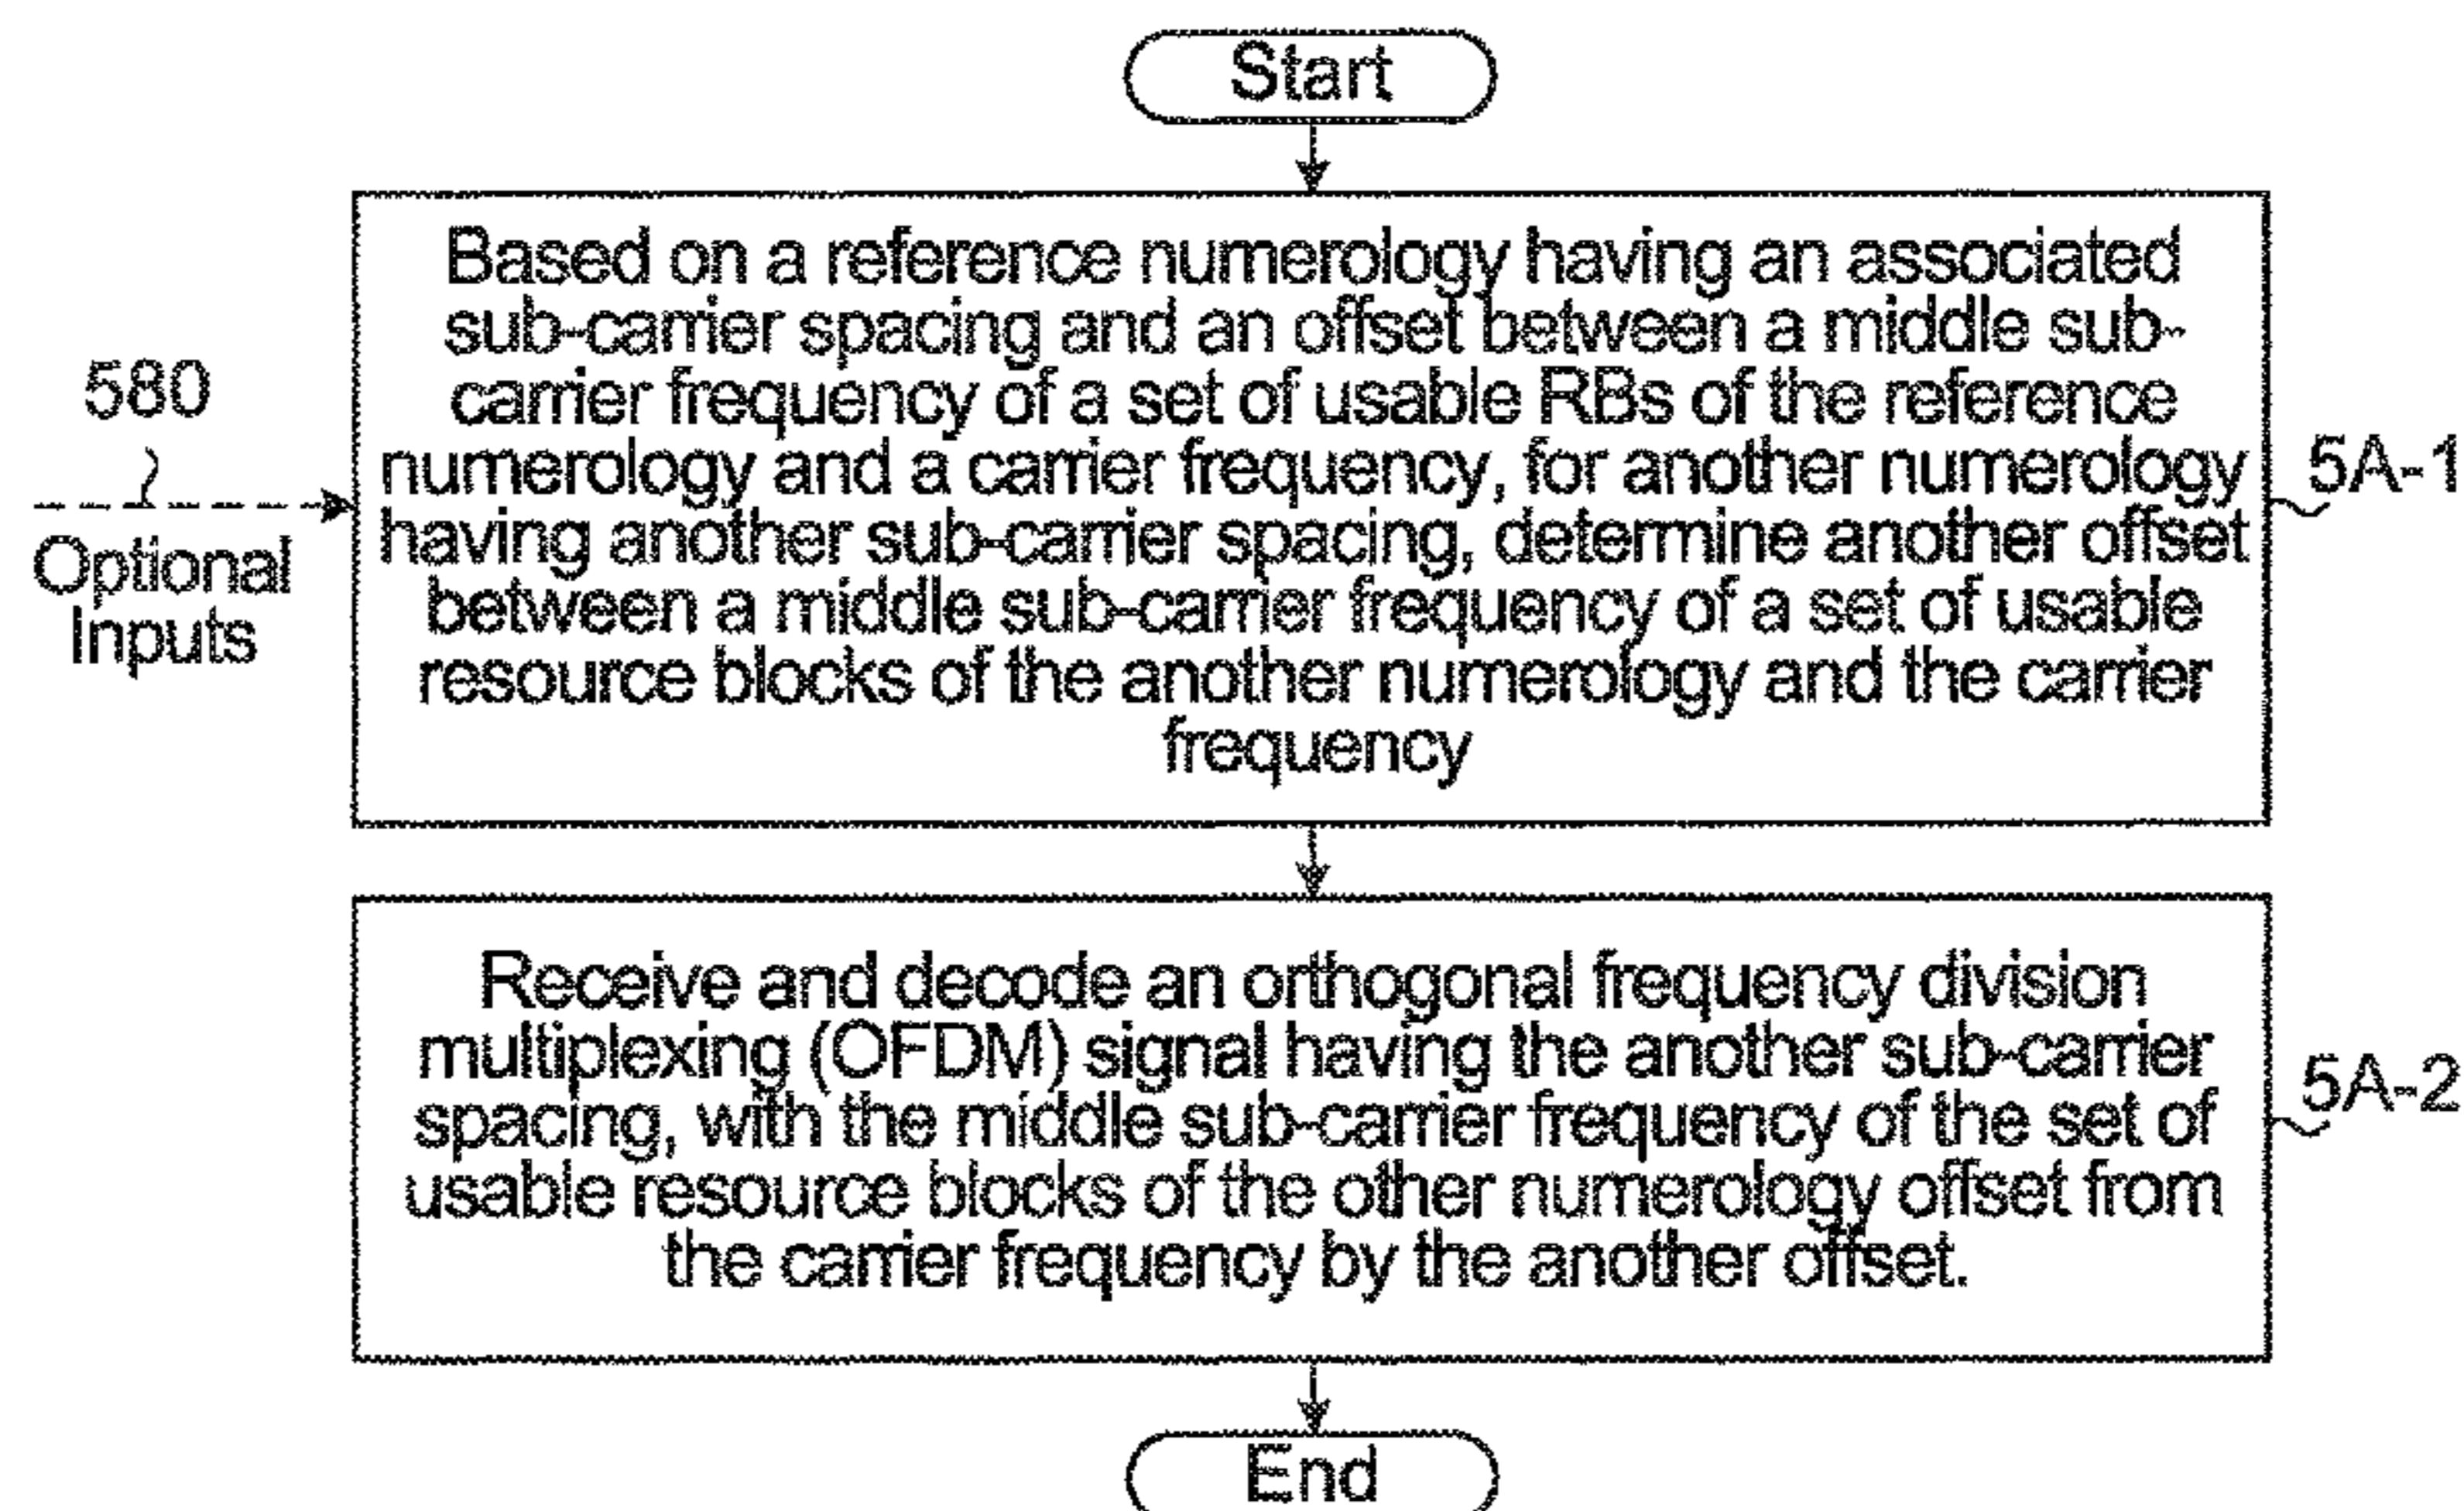 Start
Based on a reference numerology having an associated
sub-carrier spacing and an offset between a middle sub-
carrier frequency of a set of usable RBs of the reference
numerology and a carrier frequency, for another numerology
having another sub-carrier spacing, determine another offset
between a middle sub-carrier frequency of a set of usable
resource blocks of the another numerology and the carrier
frequency
580
Optional
Inputs
5A-1
Receive and decode an orthogonal frequency division
multiplexing (OFDM) signal having the another sub-carrier
spacing, with the middle sub-carrier frequency of the set of
usable resource blocks of the other numerology offset from
the carrier frequency by the another offset.
5A-2
End